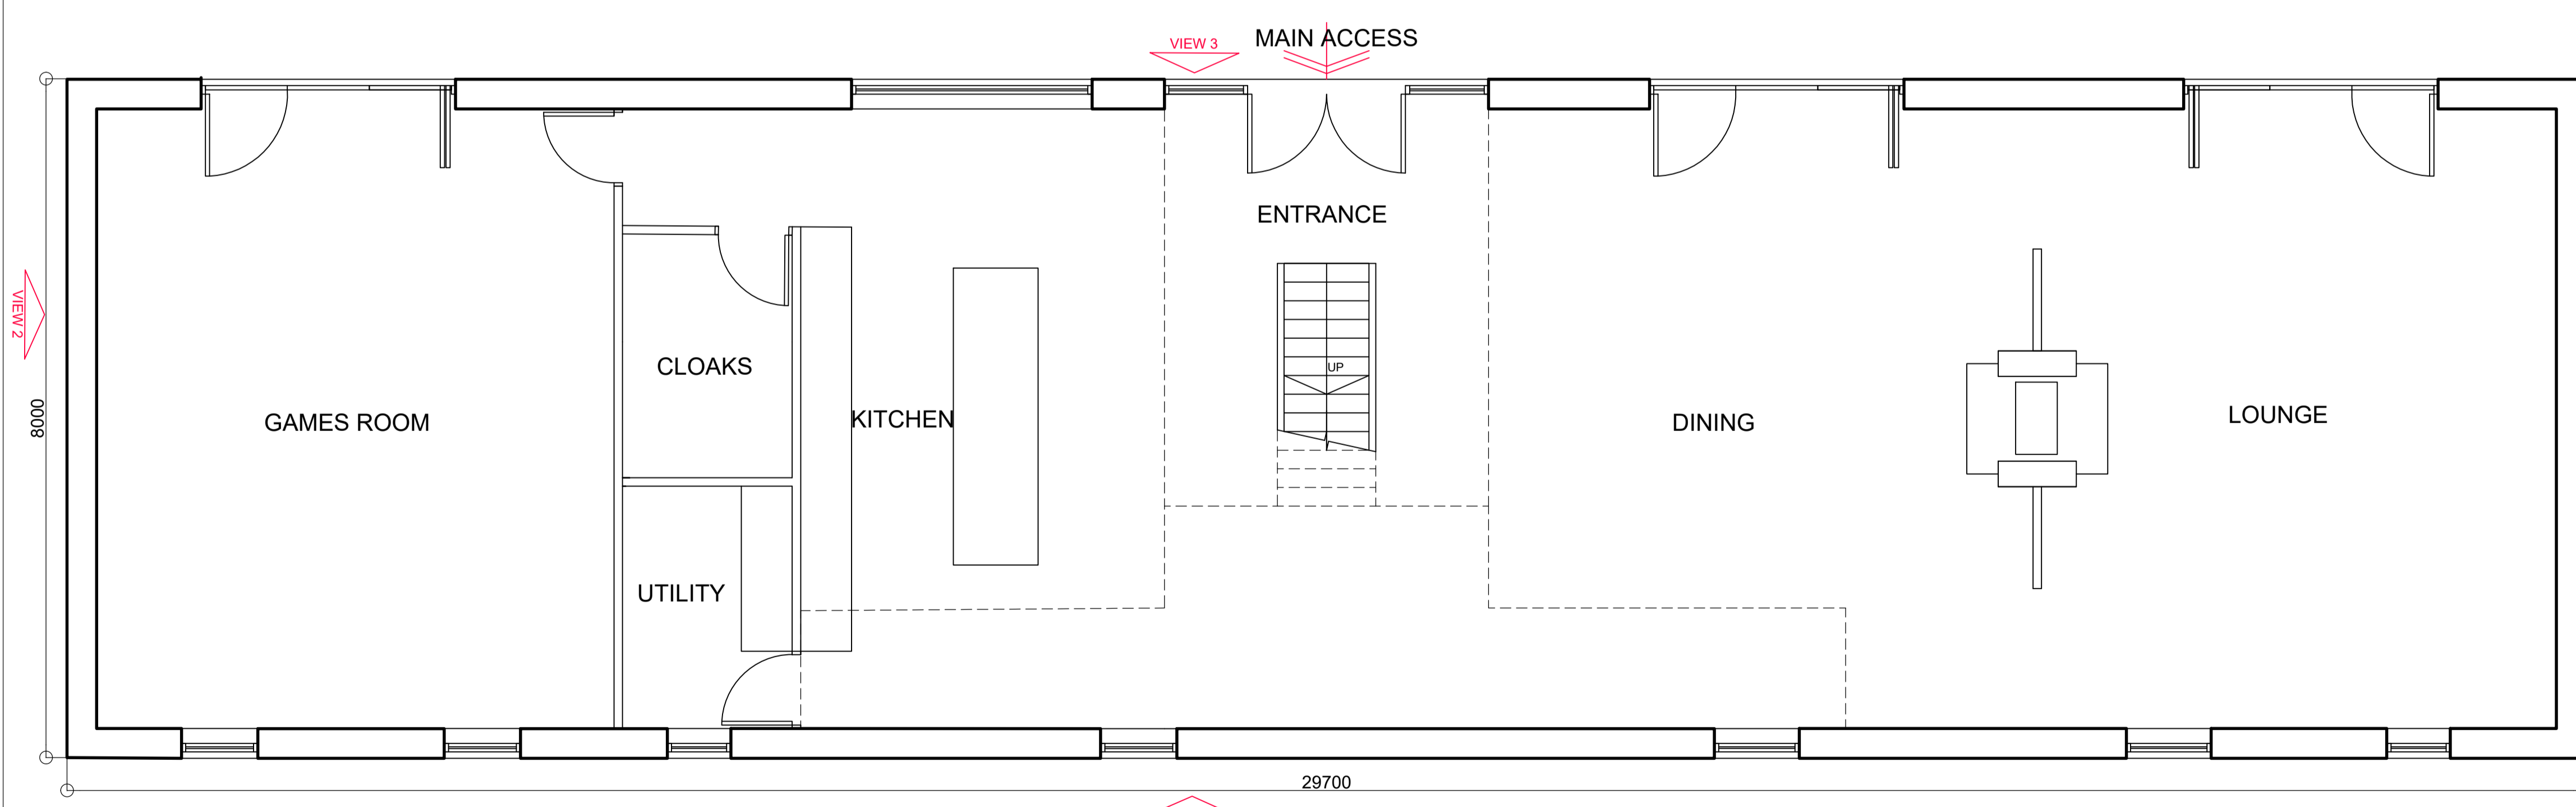 VIEW 3
MAIN ACCESS
ENTRANCE
VIEW 2
CLOAKS
UP
8000
GAMES ROOM
KITCHEN
DINING
LOUNGE
UTILITY
29700